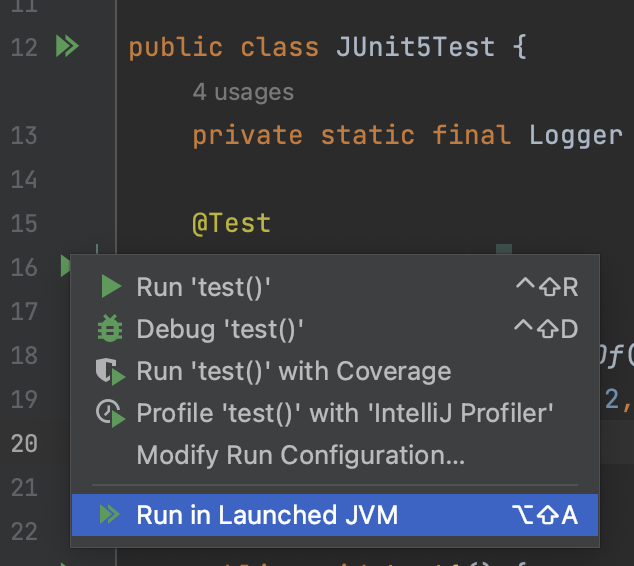 11
12 public class JUnit5Test {
4 usages
13 private static final Logger
14
15 @Test
16
Run 'test()' ⌃⇧R
17
Debug 'test()' ⌃⇧D
18 Of(
Run 'test()' with Coverage
19 2,
Profile 'test()' with 'IntelliJ Profiler'
20
Modify Run Configuration...
21
Run in Launched JVM ⌥⇧A
22
() {